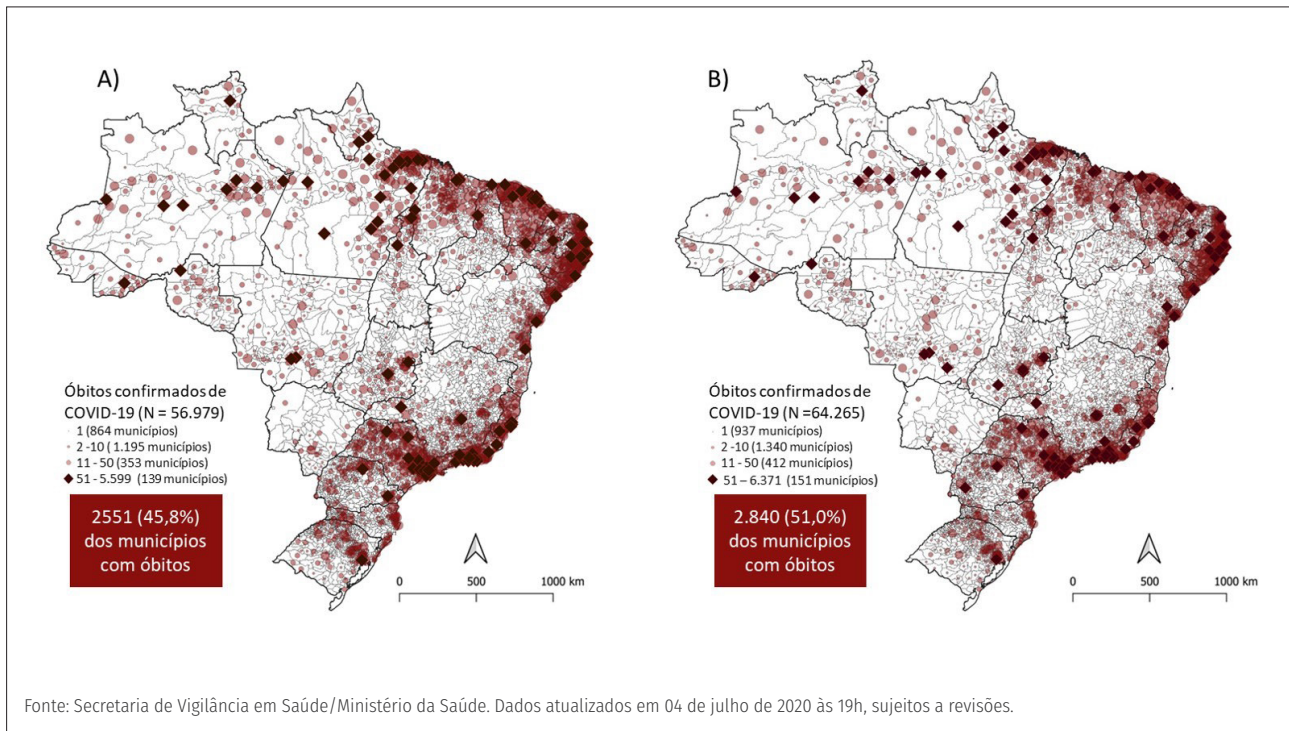 A)
Óbitos confirmados de
COVID-19 (N = 56.979)
1 (864 municípios)
2 -10 ( 1.195 municípios)
11 - 50 (353 municípios)
51 - 5.599 (139 municípios)
2551 (45,8%)
dos municípios
com óbitos
0 500 1000 km
B)
Óbitos confirmados de
COVID-19 (N =64.265)
1 (937 municípios)
2 -10 (1.340 municípios)
11 - 50 (412 municípios)
51 – 6.371 (151 municípios)
2.840 (51,0%)
dos municípios
com óbitos
0 500 1000 km
Fonte: Secretaria de Vigilância em Saúde/Ministério da Saúde. Dados atualizados em 04 de julho de 2020 às 19h, sujeitos a revisões.